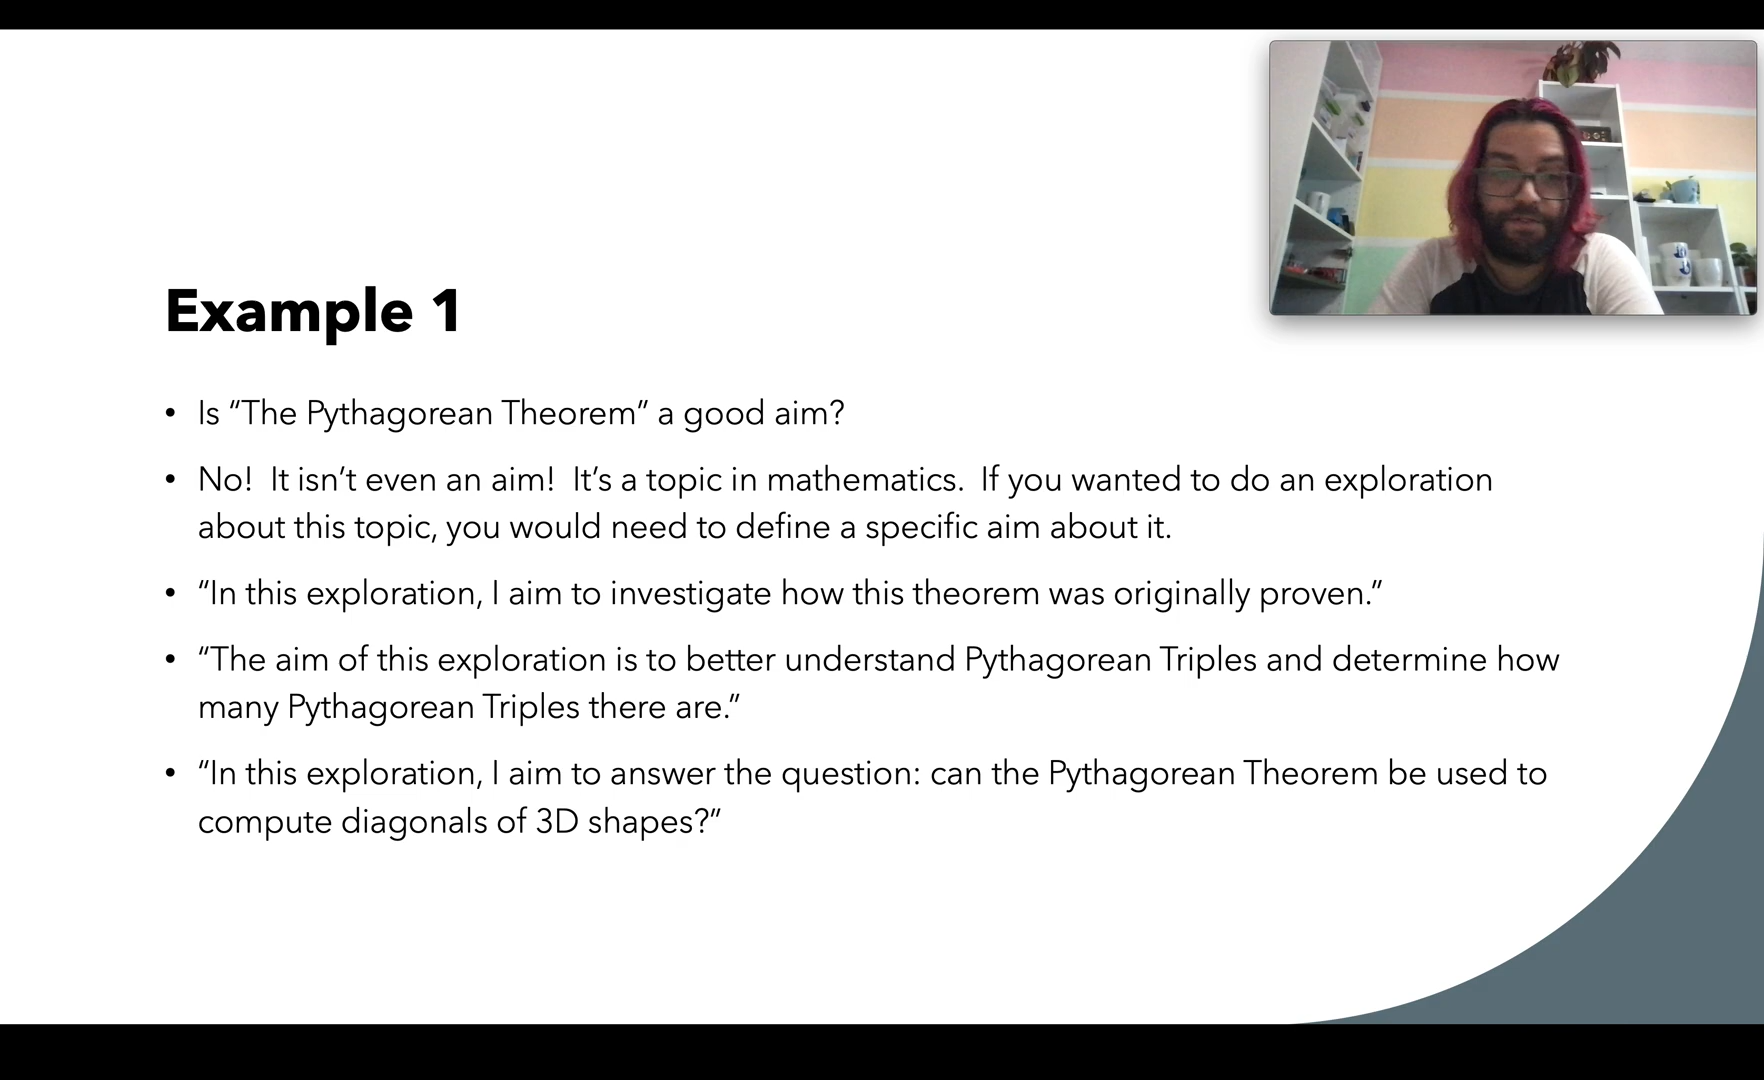 Example 1
• Is “The Pythagorean Theorem” a good aim?
• No!  It isn’t even an aim!  It’s a topic in mathematics.  If you wanted to do an exploration
about this topic, you would need to define a specific aim about it.
• “In this exploration, I aim to investigate how this theorem was originally proven.”
• “The aim of this exploration is to better understand Pythagorean Triples and determine how
many Pythagorean Triples there are.”
• “In this exploration, I aim to answer the question: can the Pythagorean Theorem be used to
compute diagonals of 3D shapes?”